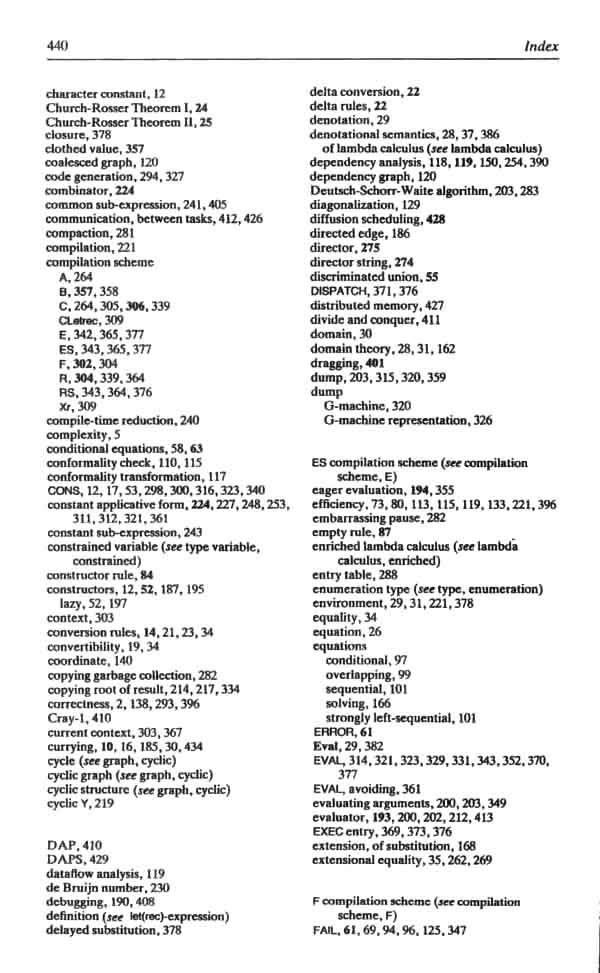 440
Index
character constant, 12
Church-Rosser Theorem I, 24
Church-Rosser Theorem II, 25
closure, 378
clothed value, 357
coalesced graph, 120
code generation, 294, 327
combinator, 224
common sub-expression, 241, 405
communication, between tasks, 412, 426
compaction, 281
compilation, 221
compilation scheme
A, 264
B, 357, 358
C, 264, 305, 306, 339
CLetrec, 309
E, 342, 365, 377
ES, 343, 365, 377
F, 302, 304
R, 304, 339, 364
RS, 343, 364, 376
Xr, 309
compile-time reduction, 240
complexity, 5
conditional equations, 58, 63
conformality check, 110, 115
conformality transformation, 117
CONS, 12, 17, 53, 298, 300, 316, 323, 340
constant applicative form, 224, 227, 248, 253,
311, 312, 321, 361
constant sub-expression, 243
constrained variable (see type variable,
constrained)
constructor rule, 84
constructors, 12, 52, 187, 195
lazy, 52, 197
context, 303
conversion rules, 14, 21, 23, 34
convertibility, 19, 34
coordinate, 140
copying garbage collection, 282
copying root of result, 214, 217, 334
correctness, 2, 138, 293, 396
Cray-1, 410
current context, 303, 367
currying, 10, 16, 185, 30, 434
cycle (see graph, cyclic)
cyclic graph (see graph, cyclic)
cyclic structure (see graph, cyclic)
cyclic Y, 219
DAP, 410
DAPS, 429
dataflow analysis, 119
de Bruijn number, 230
debugging, 190, 408
definition (see let(rec)-expression)
delayed substitution, 378
delta conversion, 22
delta rules, 22
denotation, 29
denotational semantics, 28, 37, 386
of lambda calculus (see lambda calculus)
dependency analysis, 118, 119, 150, 254, 390
dependency graph, 120
Deutsch-Schorr-Waite algorithm, 203, 283
diagonalization, 129
diffusion scheduling, 428
directed edge, 186
director, 275
director string, 274
discriminated union, 55
DISPATCH, 371, 376
distributed memory, 427
divide and conquer, 411
domain, 30
domain theory, 28, 31, 162
dragging, 401
dump, 203, 315, 320, 359
dump
G-machine, 320
G-machine representation, 326
ES compilation scheme (see compilation
scheme, E)
eager evaluation, 194, 355
efficiency, 73, 80, 113, 115, 119, 133, 221, 396
embarrassing pause, 282
empty rule, 87
enriched lambda calculus (see lambda
calculus, enriched)
entry table, 288
enumeration type (see type, enumeration)
environment, 29, 31, 221, 378
equality, 34
equation, 26
equations
conditional, 97
overlapping, 99
sequential, 101
solving, 166
strongly left-sequential, 101
ERROR, 61
Eval, 29, 382
EVAL, 314, 321, 323, 329, 331, 343, 352, 370,
377
EVAL, avoiding, 361
evaluating arguments, 200, 203, 349
evaluator, 193, 200, 202, 212, 413
EXEC entry, 369, 373, 376
extension, of substitution, 168
extensional equality, 35, 262, 269
F compilation scheme (see compilation
scheme, F)
FAIL, 61, 69, 94, 96, 125, 347